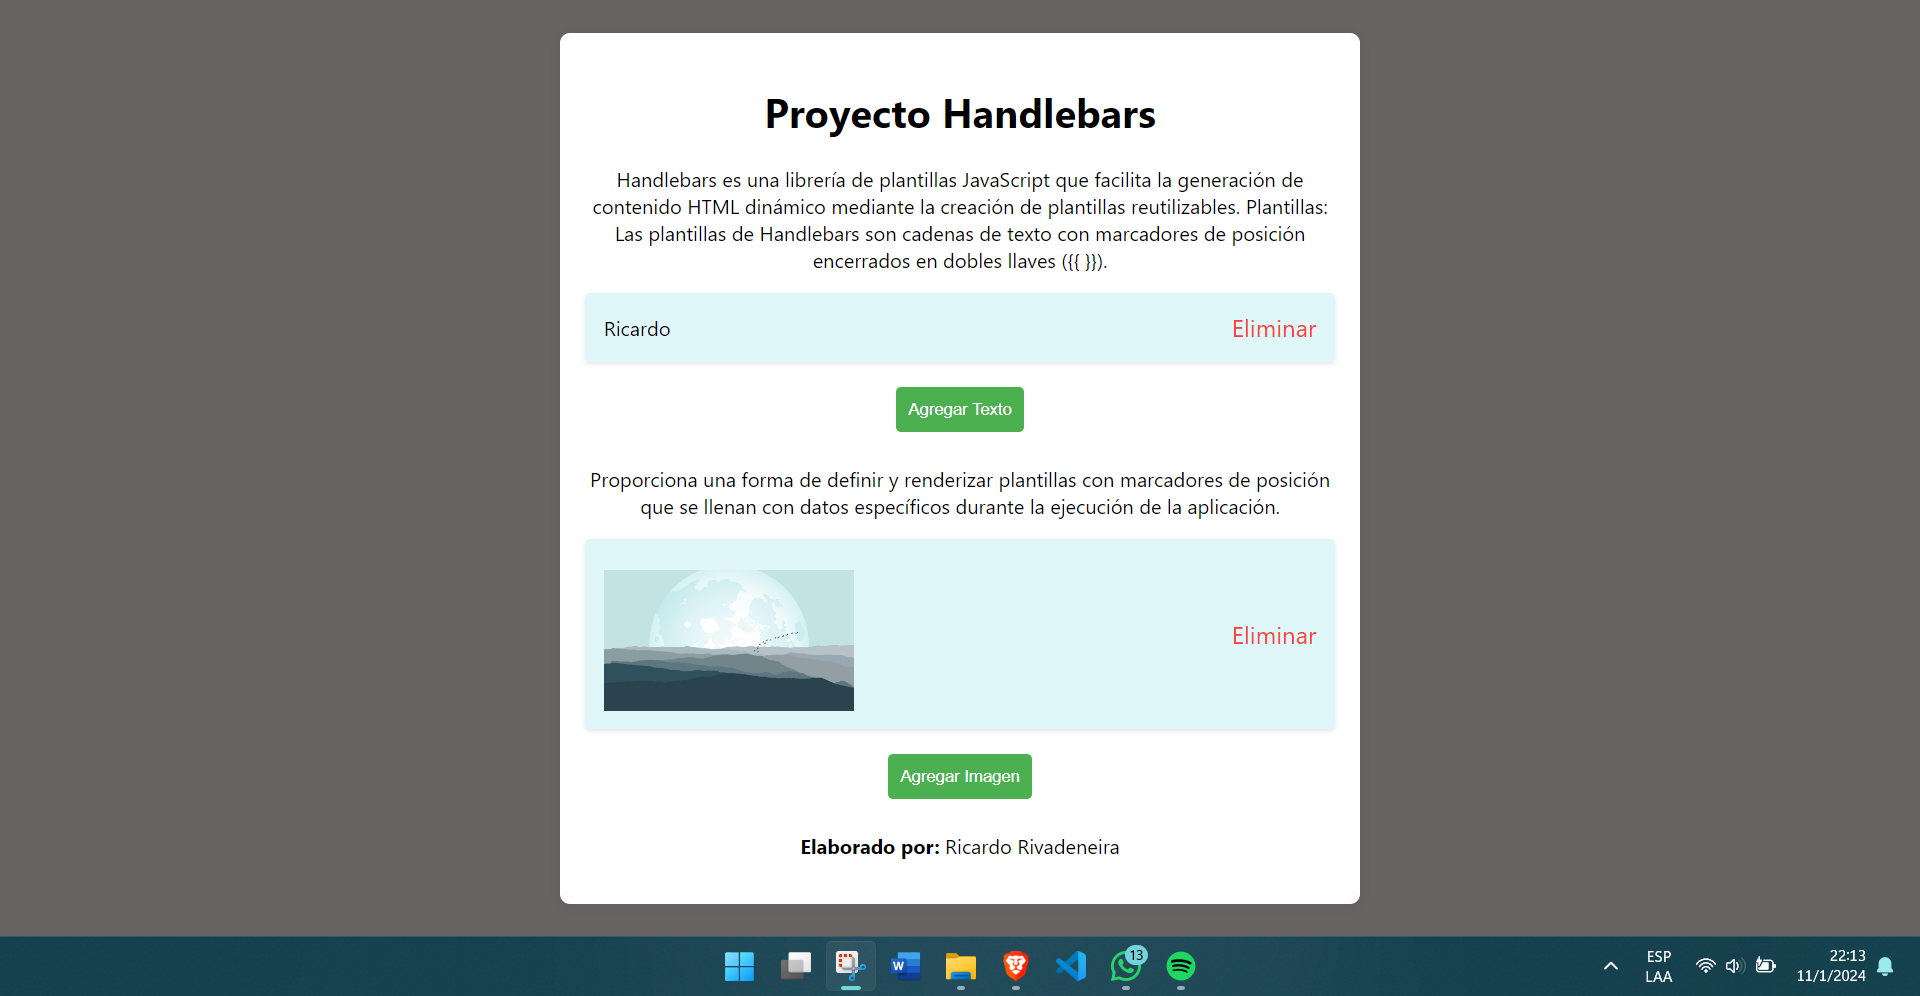 Proyecto Handlebars
Handlebars es una librería de plantillas JavaScript que facilita la generación de
contenido HTML dinámico mediante la creación de plantillas reutilizables. Plantillas:
Las plantillas de Handlebars son cadenas de texto con marcadores de posición
encerrados en dobles llaves ({{ }}).
Ricardo
Eliminar
Agregar Texto
Proporciona una forma de definir y renderizar plantillas con marcadores de posición
que se llenan con datos específicos durante la ejecución de la aplicación.
Eliminar
Agregar Imagen
Elaborado por: Ricardo Rivadeneira
W
13
ESP
LAA
22:13
11/1/2024